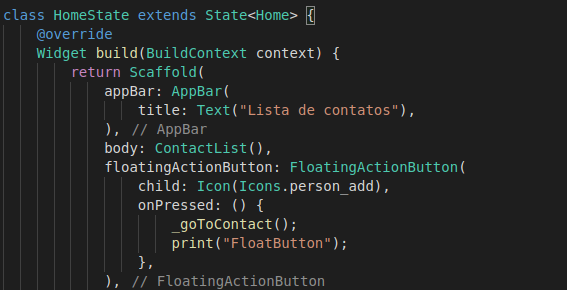 class HomeState extends State<Home> {
@override
Widget build(BuildContext context) {
return Scaffold(
appBar: AppBar(
title: Text("Lista de contatos"),
), // AppBar
body: ContactList(),
floatingActionButton: FloatingActionButton(
child: Icon(Icons.person_add),
onPressed: () {
_goToContact();
print("FloatButton");
},
), // FloatingActionButton